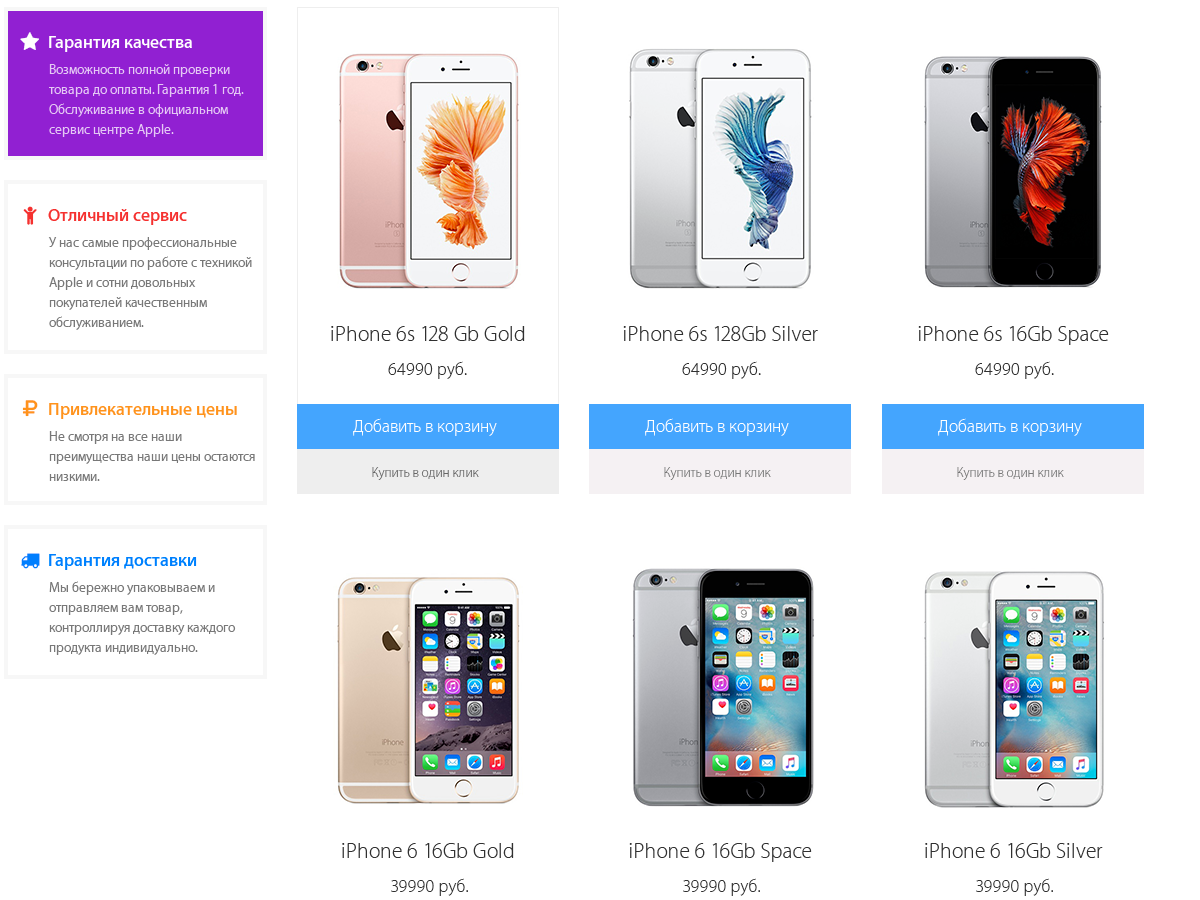 Гарантия качества
Возможность полной проверки
товара до оплаты. Гарантия 1 год.
Обслуживание в официальном
сервис центре Apple.
Отличный сервис
У нас самые профессиональные
консультации по работе с техникой
Apple и сотни довольных
покупателей качественным
обслуживанием.
Привлекательные цены
Не смотря на все наши
преимущества наши цены остаются
низкими.
Гарантия доставки
Мы бережно упаковываем и
отправляем вам товар,
контроллируя доставку каждого
продукта индивидуально.
iPhone 6s 128 Gb Gold
64990 руб.
Добавить в корзину
Купить в один клик
iPhone 6s 128Gb Silver
64990 руб.
Добавить в корзину
Купить в один клик
iPhone 6s 16Gb Space
64990 руб.
Добавить в корзину
Купить в один клик
iPhone
iPhone 6 16Gb Gold
39990 руб.
iPhone 6 16Gb Space
39990 руб.
iPhone 6 16Gb Silver
39990 руб.